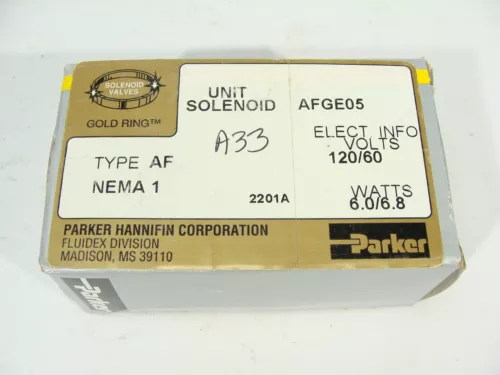 SOLENOID
VALVES
GOLD RING™
UNIT
SOLENOID
AFGE05
A33
ELECT INFO
VOLTS
120/60
TYPE AF
NEMA 1
2201A
WATTS
6.0/6.8
PARKER HANNIFIN CORPORATION
FLUIDEX DIVISION
MADISON, MS 39110
Parker
Parker